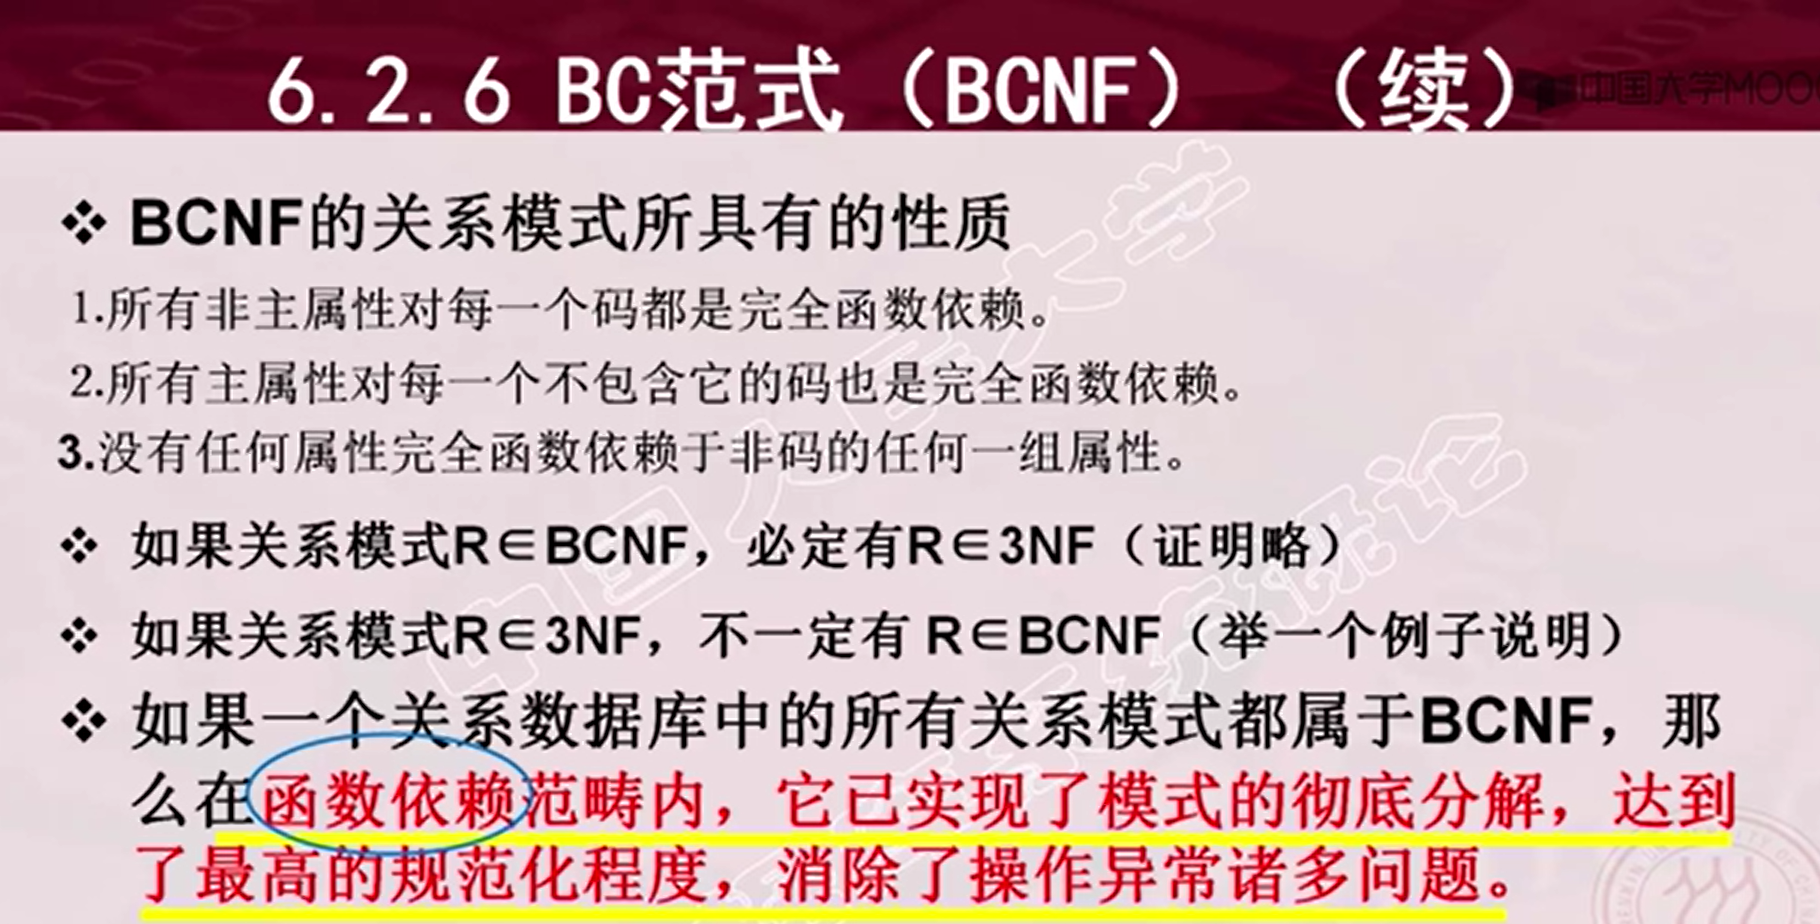 6.2.6 BC范式（BCNF） （续）
中国大学MOO
❖ BCNF的关系模式所具有的性质
1.所有非主属性对每一个码都是完全函数依赖。
2.所有主属性对每一个不包含它的码也是完全函数依赖。
3.没有任何属性完全函数依赖于非码的任何一组属性。
❖ 如果关系模式R∈BCNF，必定有R∈3NF（证明略）
❖ 如果关系模式R∈3NF，不一定有 R∈BCNF（举一个例子说明）
❖ 如果一个关系数据库中的所有关系模式都属于BCNF，那
么在函数依赖范畴内，它已实现了模式的彻底分解，达到
了最高的规范化程度，消除了操作异常诸多问题。